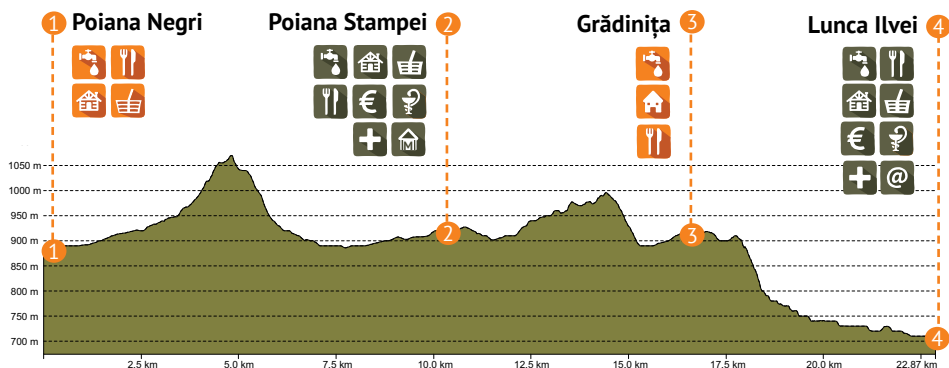 1 Poiana Negri
Poiana Stampei 2
Grădinița 3
Lunca Ilvei 4
€
€
@
1050 m
1000 m
950 m
900 m
850 m
800 m
750 m
700 m
1
2
3
4
2.5 km
5.0 km
7.5 km
10.0 km
12.5 km
15.0 km
17.5 km
20.0 km
22.87 km